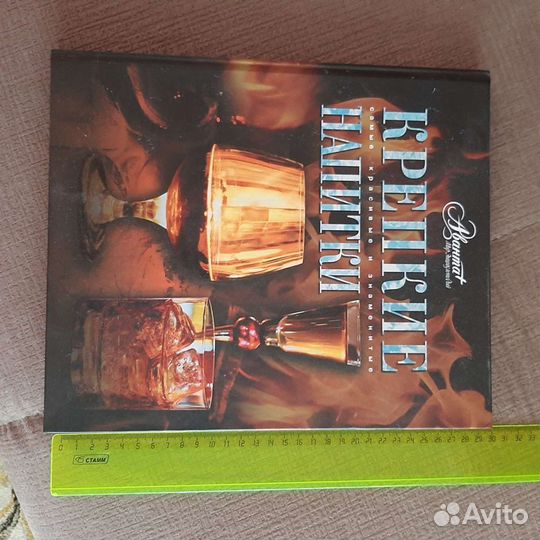 Аванта+
КРЕПКИЕ
самые красивые и знаменитые
НАПИТКИ
0 1 2 3 4 5 6 7 8 9 10 11 12 13 14 15 16 17 18 19 20 21 22 23 24 25 26 27 28 29 30 31 32 33
СТАММ
Avito